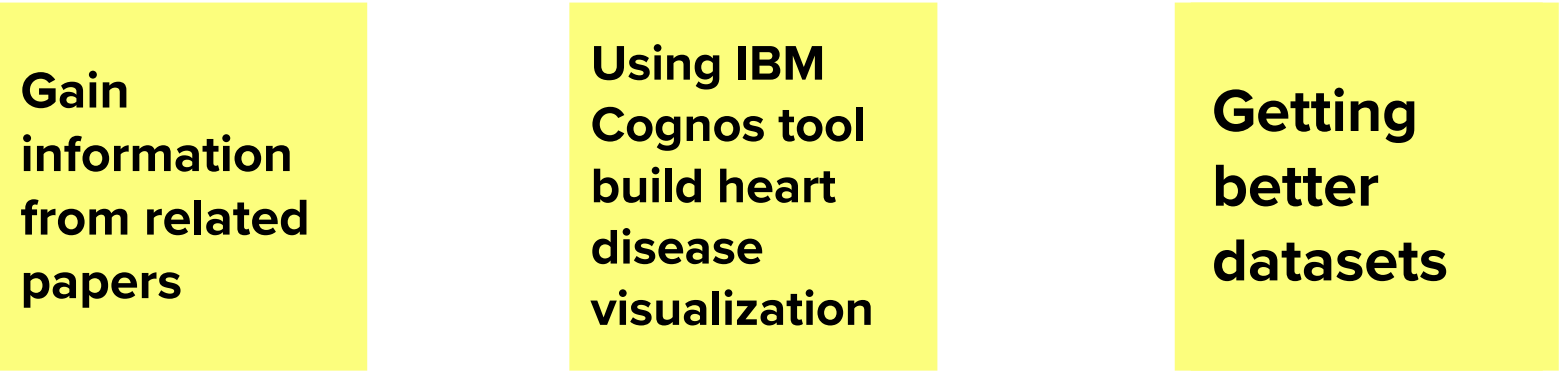 Gain
information
from related
papers
Using IBM
Cognos tool
build heart
disease
visualization
Getting
better
datasets